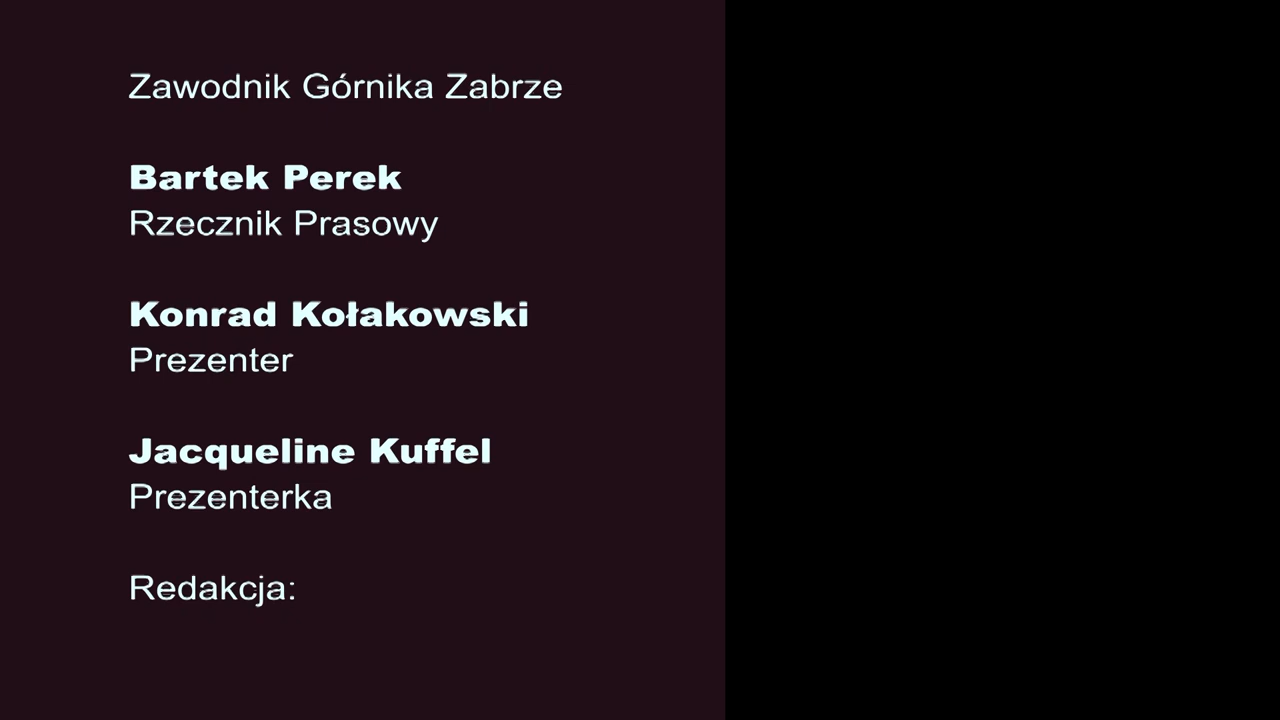 Zawodnik Górnika Zabrze
Bartek Perek
Rzecznik Prasowy
Konrad Kołakowski
Prezenter
Jacqueline Kuffel
Prezenterka
Redakcja: